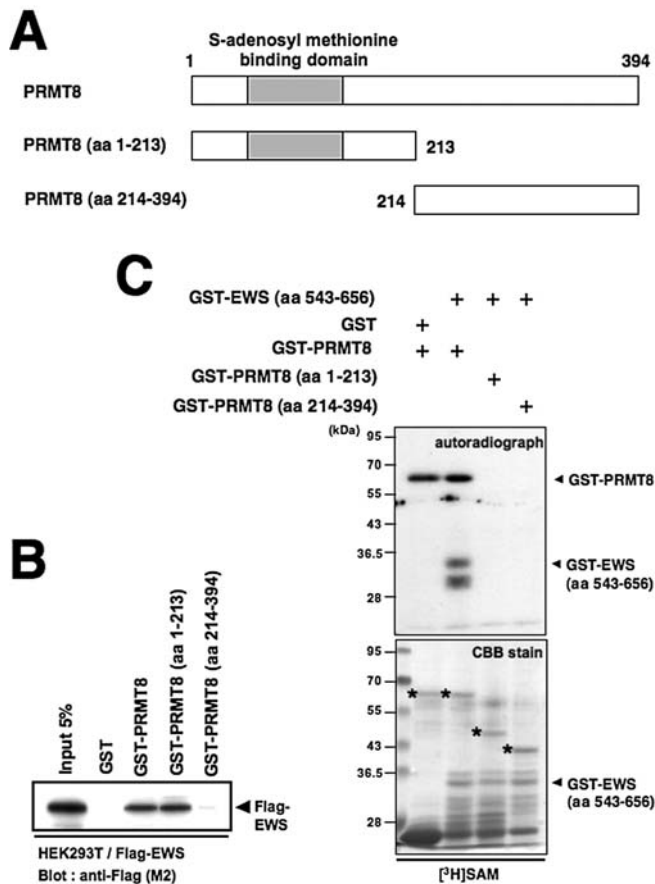 A
S-adenosyl methionine
binding domain
1
394
PRMT8
PRMT8 (aa 1-213)
213
PRMT8 (aa 214-394)
214
C
GST-EWS (aa 543-656)
+ + +
GST
+
GST-PRMT8
+ +
GST-PRMT8 (aa 1-213)
+
GST-PRMT8 (aa 214-394)
+
(kDa)
95
autoradiograph
70
GST-PRMT8
55
43
36.5
GST-EWS
(aa 543-656)
28
95
CBB stain
70
* *
55
*
43
*
36.5
GST-EWS
(aa 543-656)
28
[³H]SAM
B
Input 5%
GST
GST-PRMT8
GST-PRMT8 (aa 1-213)
GST-PRMT8 (aa 214-394)
Flag-
EWS
HEK293T / Flag-EWS
Blot : anti-Flag (M2)